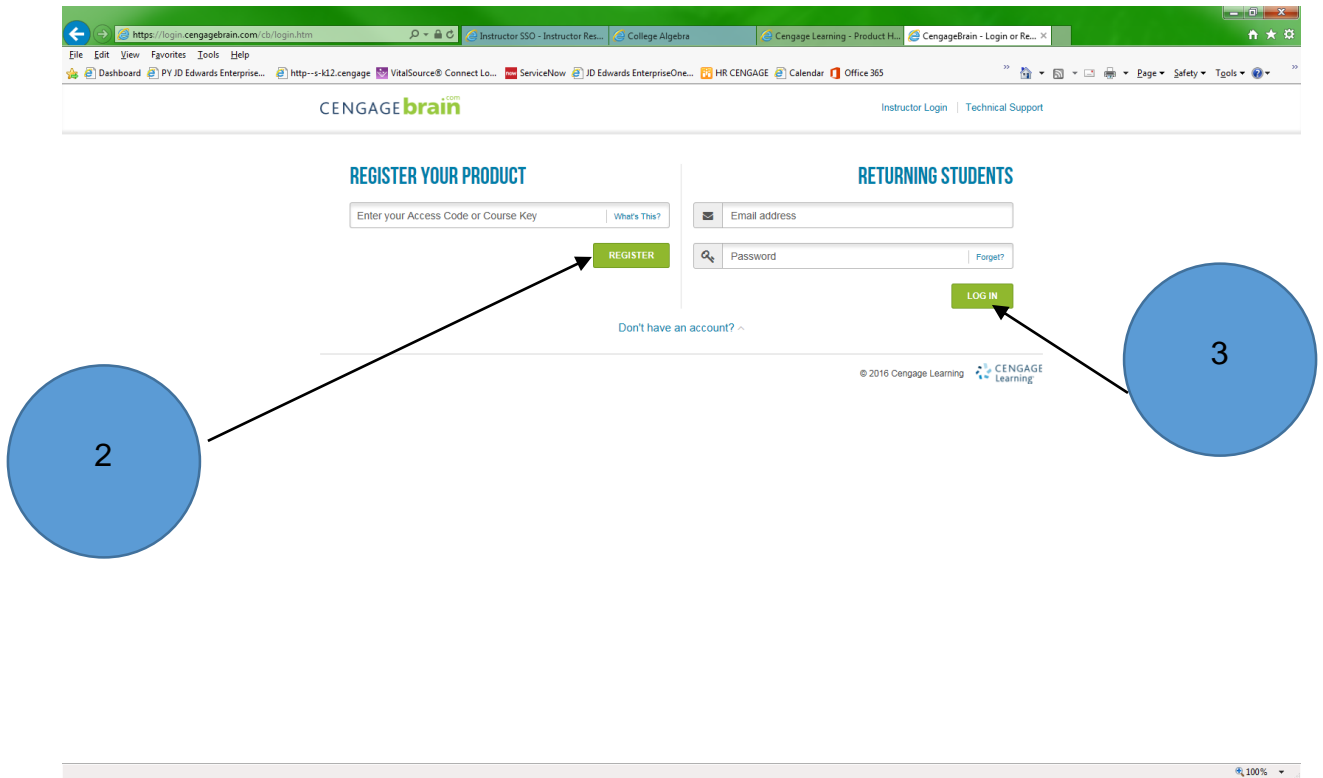 https://login.cengagebrain.com/cb/login.htm
Instructor SSO - Instructor Res...
College Algebra
Cengage Learning - Product H...
CengageBrain - Login or Re...
File Edit View Favorites Tools Help
Dashboard PY JD Edwards Enterprise... http--s-k12.cengage VitalSource® Connect Lo... ServiceNow JD Edwards EnterpriseOne... HR CENGAGE Calendar Office 365 Page Safety Tools
CENGAGEbrain.com
Instructor Login | Technical Support
REGISTER YOUR PRODUCT
Enter your Access Code or Course Key What's This?
REGISTER
RETURNING STUDENTS
Email address
Password Forget?
LOG IN
Don't have an account?
2
3
© 2016 Cengage Learning CENGAGE
Learning
100%